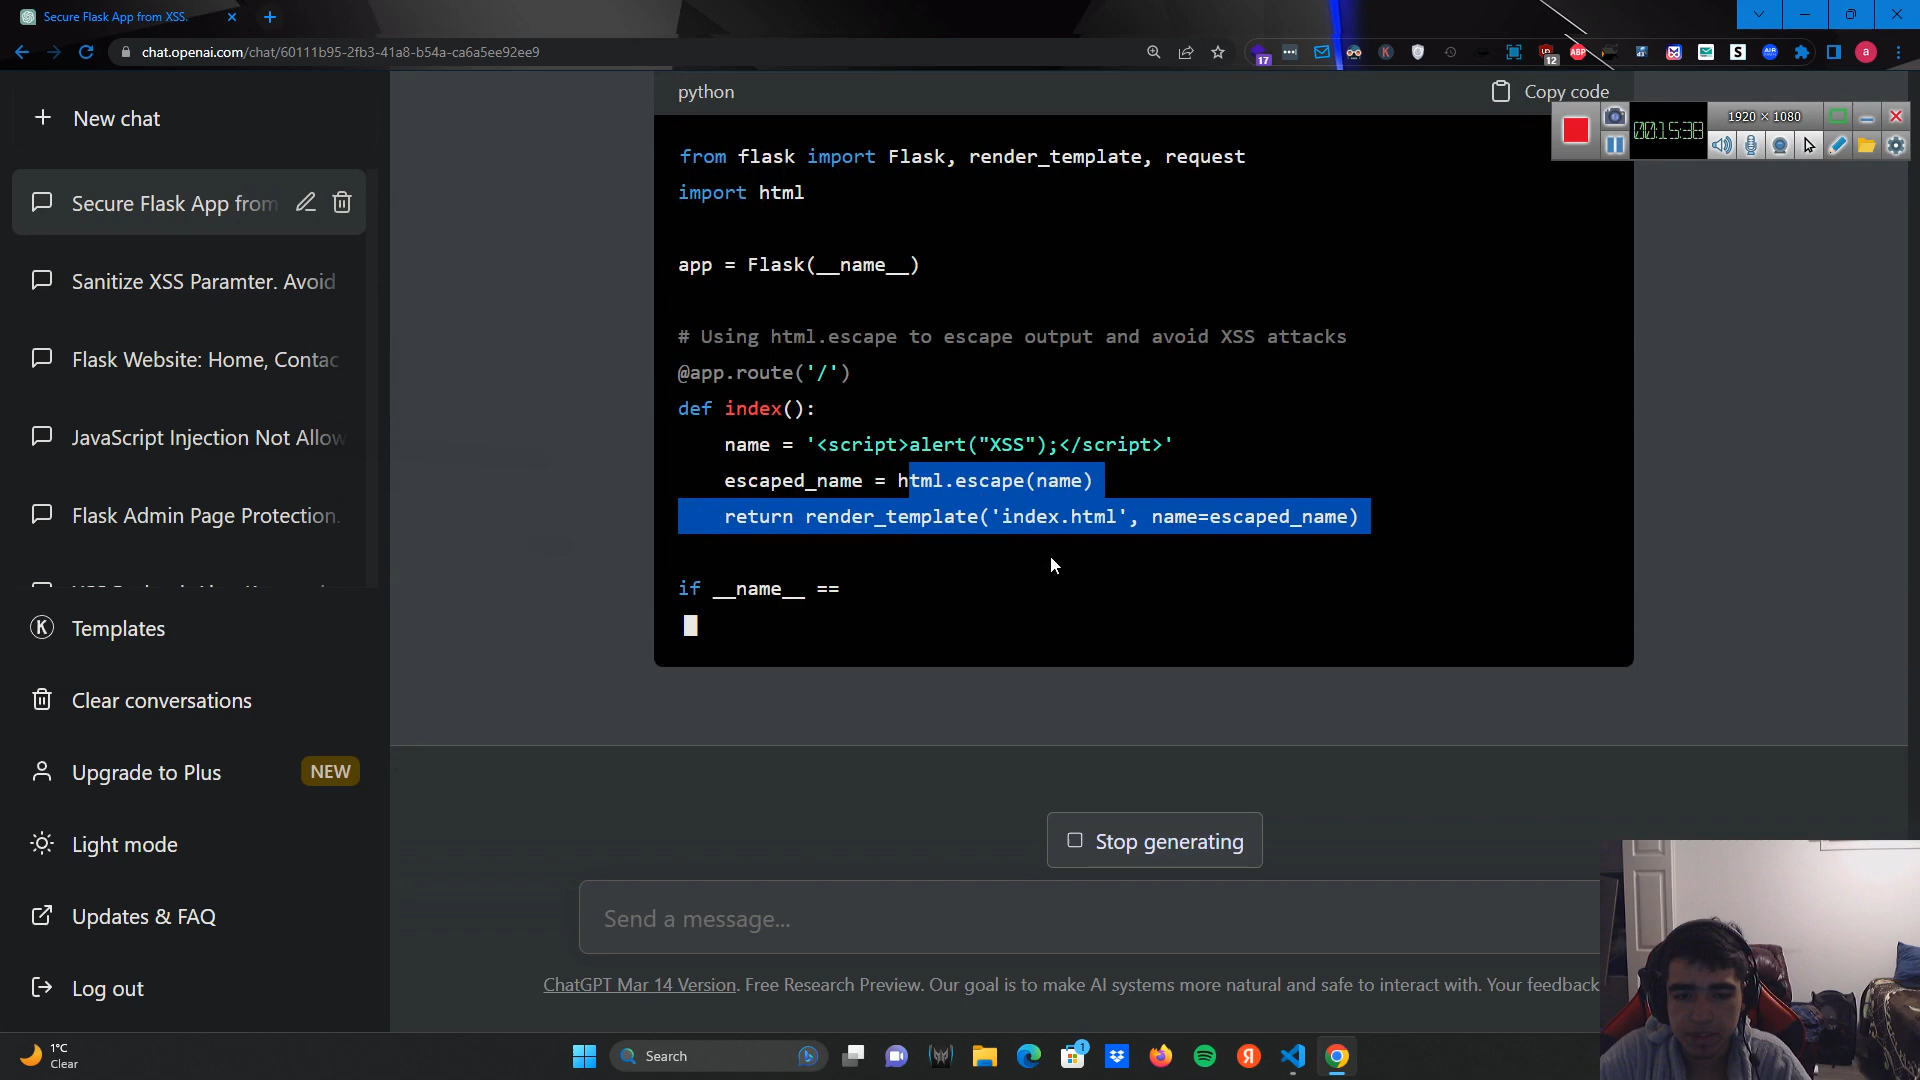 Secure Flask App from XSS.
chat.openai.com/chat/60111b95-2fb3-41a8-b54a-ca6a5ee92ee9
17
12
a
New chat
Secure Flask App from
Sanitize XSS Paramter. Avoid
Flask Website: Home, Contac
JavaScript Injection Not Allow
Flask Admin Page Protection.
Templates
Clear conversations
Upgrade to Plus NEW
Light mode
Updates & FAQ
Log out
python Copy code
00:15:38 1920 × 1080
from flask import Flask, render_template, request
import html
app = Flask(__name__)
# Using html.escape to escape output and avoid XSS attacks
@app.route('/')
def index():
name = '<script>alert("XSS");</script>'
escaped_name = html.escape(name)
return render_template('index.html', name=escaped_name)
if __name__ ==
Stop generating
Send a message...
ChatGPT Mar 14 Version. Free Research Preview. Our goal is to make AI systems more natural and safe to interact with. Your feedback
1°C
Clear
Search
1